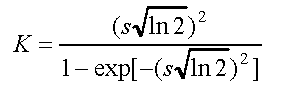 K = (s√ln 2)² / 1 − exp[−(s√ln 2)²]